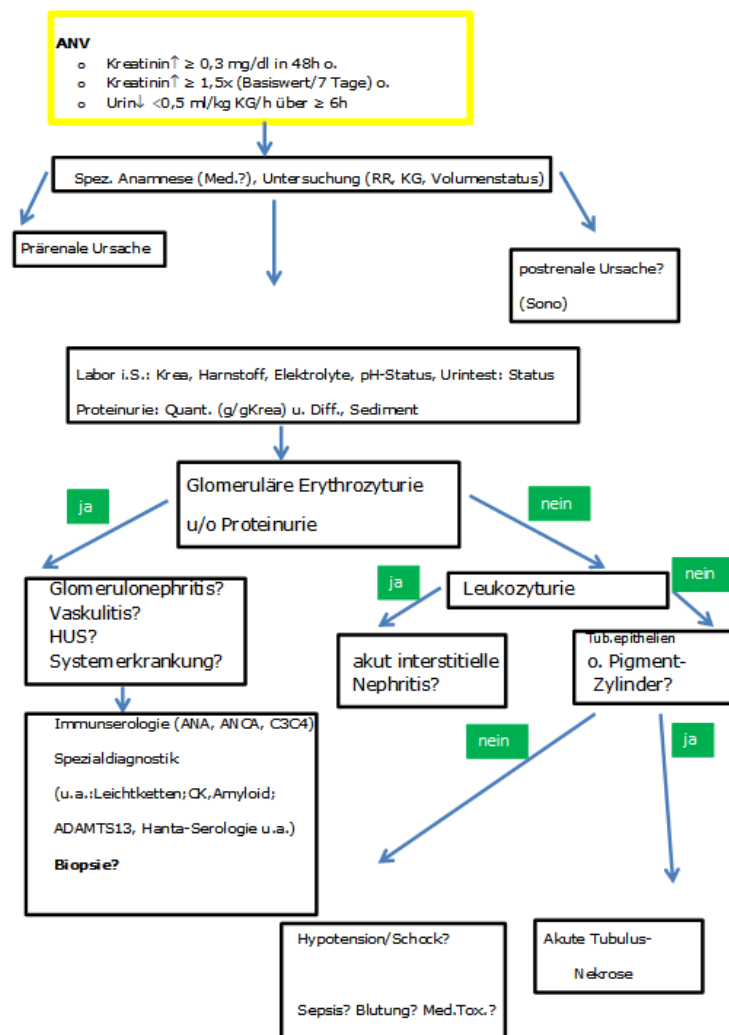 ANV
o Kreatinin↑ ≥ 0,3 mg/dl in 48h o.
o Kreatinin↑ ≥ 1,5x (Basiswert/7 Tage) o.
o Urin↓ <0,5 ml/kg KG/h über ≥ 6h
Spez. Anamnese (Med.?), Untersuchung (RR, KG, Volumenstatus)
Prärenale Ursache
postrenale Ursache?
(Sono)
Labor i.S.: Krea, Harnstoff, Elektrolyte, pH-Status, Urintest: Status
Proteinurie: Quant. (g/gKrea) u. Diff., Sediment
Glomeruläre Erythrozyturie
u/o Proteinurie
ja
nein
Glomerulonephritis?
Vaskulitis?
HUS?
Systemerkrankung?
Leukozyturie
ja
nein
akut interstitielle
Nephritis?
Tub.epithelien
o. Pigment-
Zylinder?
Immunserologie (ANA, ANCA, C3C4)
Spezialdiagnostik
(u.a.:Leichtketten;CK,Amyloid;
ADAMTS13, Hanta-Serologie u.a.)
Biopsie?
nein
ja
Hypotension/Schock?
Sepsis? Blutung? Med.Tox.?
Akute Tubulus-
Nekrose